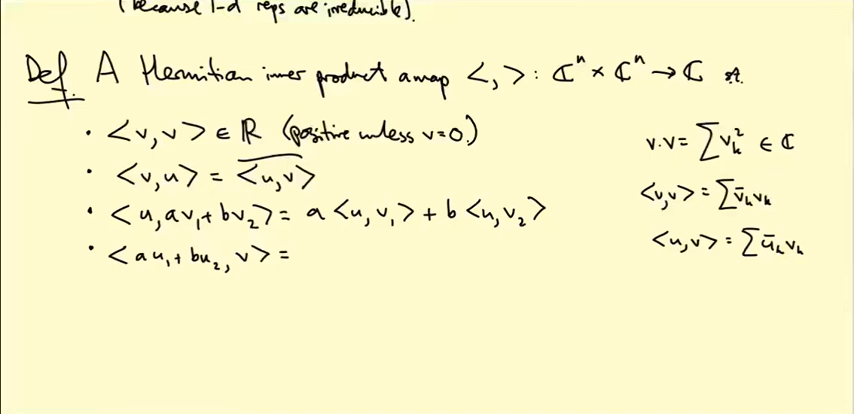 (because 1-d reps are irreducible).
Def. A Hermitian inner product a map < , > : ℂⁿ × ℂⁿ → ℂ s.t.
· <v, v> ∈ ℝ (positive unless v=0.)
· <v, u> = \overline{<u, v>}
· <u, av₁+bv₂> = a <u, v₁> + b <u, v₂>
· <au₁+bu₂, v> =
v.v = ∑ v_k² ∈ ℂ
<v,v> = ∑ v̄_k v_k
<u,v> = ∑ ū_k v_k